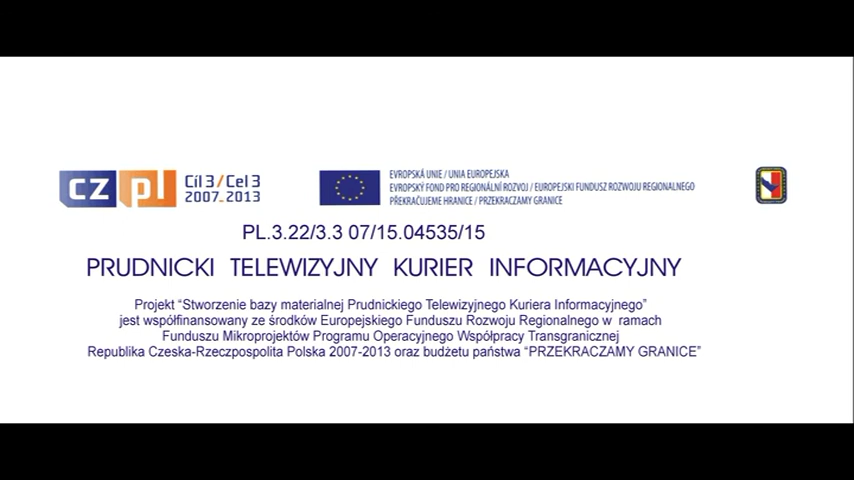 cz pl Cíl 3 / Cel 3
2007_2013
EVROPSKÁ UNIE / UNIA EUROPEJSKA
EVROPSKÝ FOND PRO REGIONÁLNÍ ROZVOJ / EUROPEJSKI FUNDUSZ ROZWOJU REGIONALNEGO
PŘEKRAČUJEME HRANICE / PRZEKRACZAMY GRANICE
PL.3.22/3.3 07/15.04535/15
PRUDNICKI TELEWIZYJNY KURIER INFORMACYJNY
Projekt “Stworzenie bazy materialnej Prudnickiego Telewizyjnego Kuriera Informacyjnego”
jest współfinansowany ze środków Europejskiego Funduszu Rozwoju Regionalnego w ramach
Funduszu Mikroprojektów Programu Operacyjnego Współpracy Transgranicznej
Republika Czeska-Rzeczpospolita Polska 2007-2013 oraz budżetu państwa “PRZEKRACZAMY GRANICE”